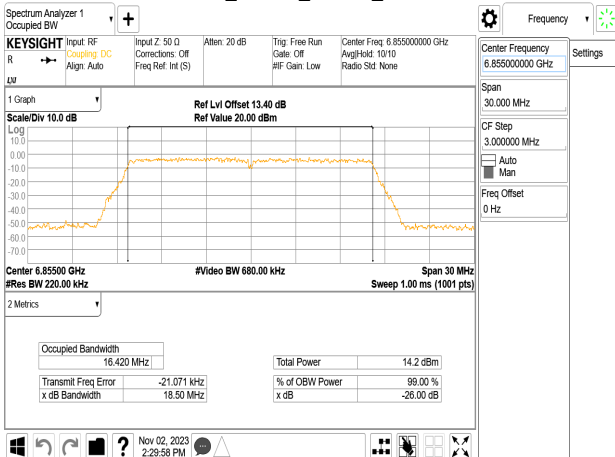 Spectrum Analyzer 1
Occupied BW
Frequency
KEYSIGHT
R
LXI
Input: RF
Coupling: DC
Align: Auto
Input Z: 50 Ω
Corrections: Off
Freq Ref: Int (S)
Atten: 20 dB
Trig: Free Run
Gate: Off
#IF Gain: Low
Center Freq: 6.855000000 GHz
Avg|Hold: 10/10
Radio Std: None
Center Frequency
6.855000000 GHz
Settings
Span
30.000 MHz
CF Step
3.000000 MHz
Auto
Man
Freq Offset
0 Hz
1 Graph
Scale/Div 10.0 dB
Ref Lvl Offset 13.40 dB
Ref Value 20.00 dBm
Log
10.0
0.00
-10.0
-20.0
-30.0
-40.0
-50.0
-60.0
-70.0
Center 6.85500 GHz
#Video BW 680.00 kHz
Span 30 MHz
#Res BW 220.00 kHz
Sweep 1.00 ms (1001 pts)
2 Metrics
Occupied Bandwidth
16.420 MHz
Total Power 14.2 dBm
Transmit Freq Error -21.071 kHz
% of OBW Power 99.00 %
x dB Bandwidth 18.50 MHz
x dB -26.00 dB
?
Nov 02, 2023
2:29:58 PM